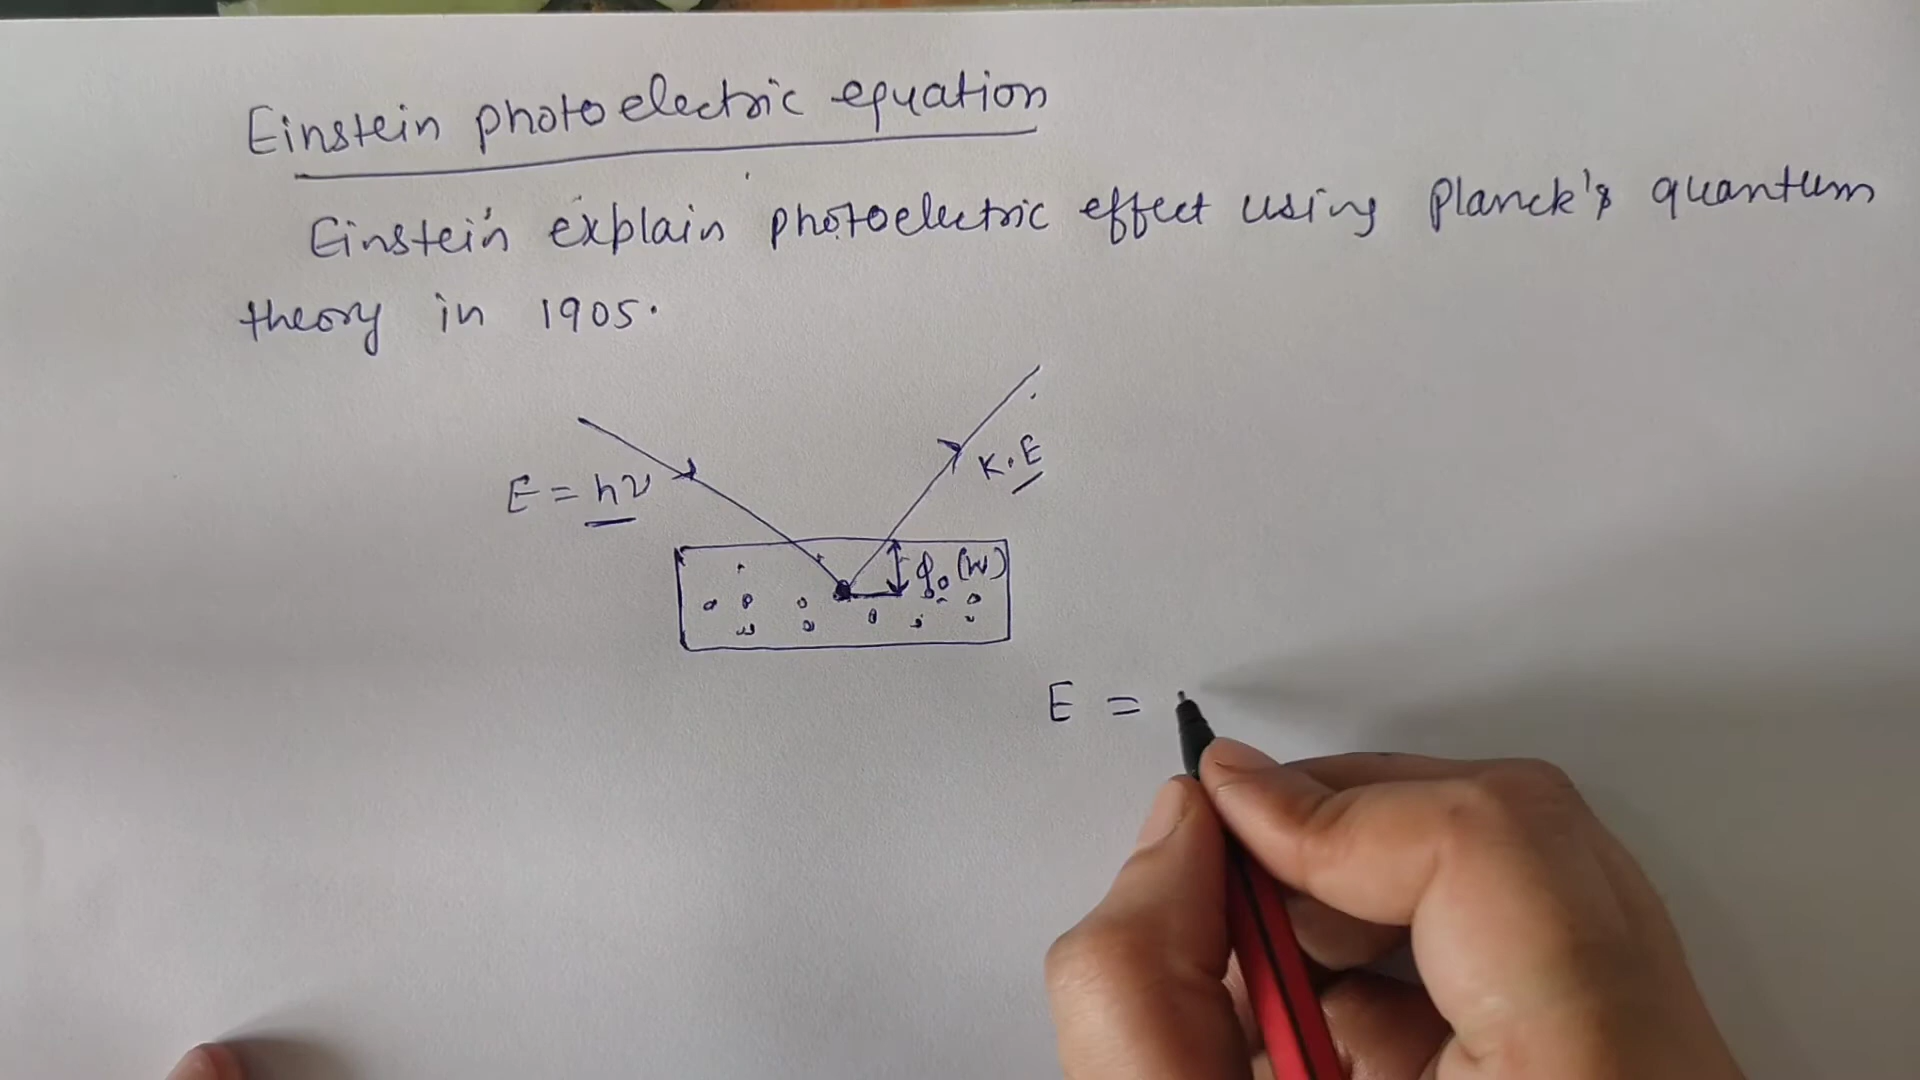 Einstein photoelectric equation
Einstein explain photoelectric effect using Planck's quantum
theory in 1905.
E = hν
K.E
ϕ₀ (W)
E =